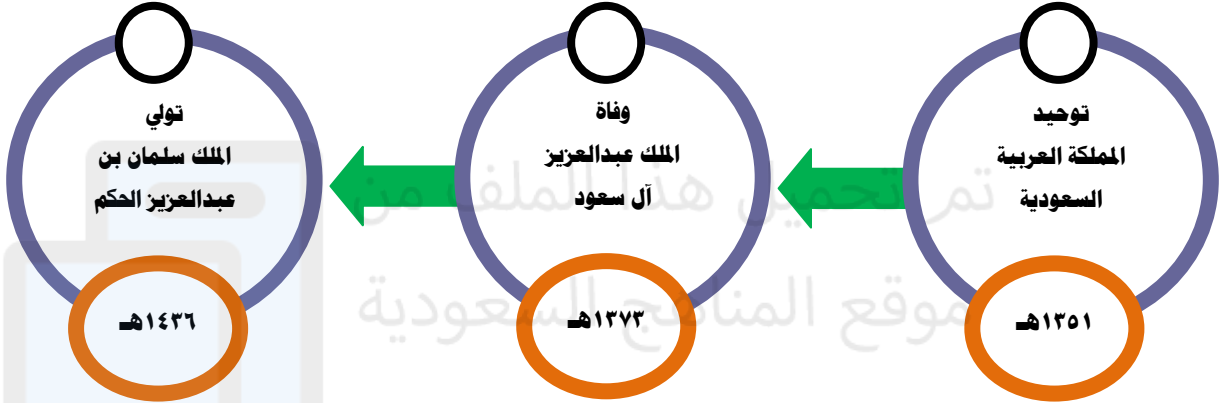 توحيد
المملكة العربية
السعودية
١٣٥١هـ
وفاة
الملك عبدالعزيز
آل سعود
١٣٧٣هـ
تولي
الملك سلمان بن
عبدالعزيز الحكم
١٤٣٦هـ
تم تحميل هذا الملف من
موقع المناهج السعودية